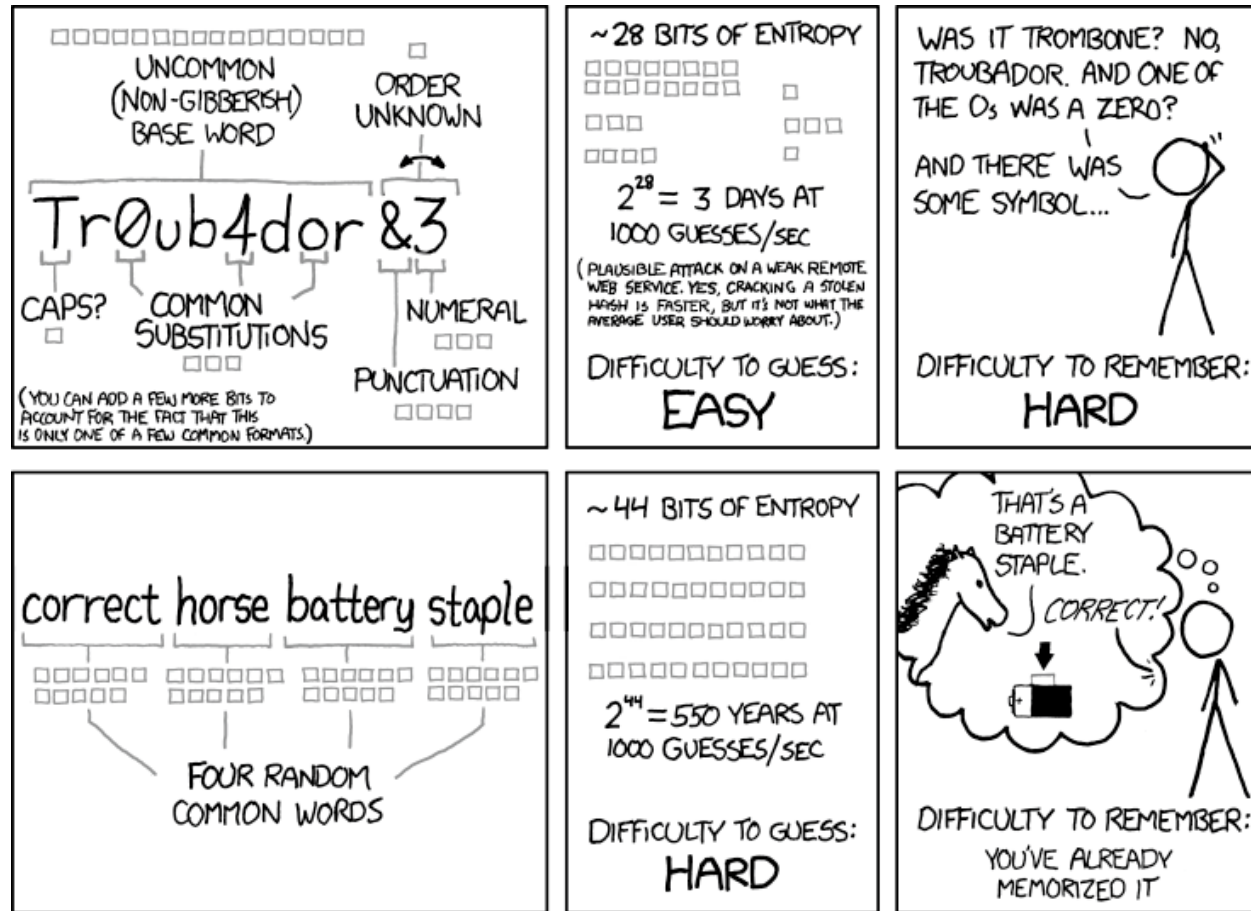 UNCOMMON
(NON-GIBBERISH)
BASE WORD
ORDER
UNKNOWN
Tr0ub4dor &3
CAPS?
COMMON
SUBSTITUTIONS
NUMERAL
PUNCTUATION
(YOU CAN ADD A FEW MORE BITS TO
ACCOUNT FOR THE FACT THAT THIS
IS ONLY ONE OF A FEW COMMON FORMATS.)
~28 BITS OF ENTROPY
2^28 = 3 DAYS AT
1000 GUESSES/SEC
(PLAUSIBLE ATTACK ON A WEAK REMOTE
WEB SERVICE. YES, CRACKING A STOLEN
HASH IS FASTER, BUT IT'S NOT WHAT THE
AVERAGE USER SHOULD WORRY ABOUT.)
DIFFICULTY TO GUESS:
EASY
WAS IT TROMBONE? NO,
TROUBADOR. AND ONE OF
THE Os WAS A ZERO?
AND THERE WAS
SOME SYMBOL...
DIFFICULTY TO REMEMBER:
HARD
correct horse battery staple
FOUR RANDOM
COMMON WORDS
~44 BITS OF ENTROPY
2^44 = 550 YEARS AT
1000 GUESSES/SEC
DIFFICULTY TO GUESS:
HARD
THAT'S A
BATTERY
STAPLE.
CORRECT!
+
DIFFICULTY TO REMEMBER:
YOU'VE ALREADY
MEMORIZED IT